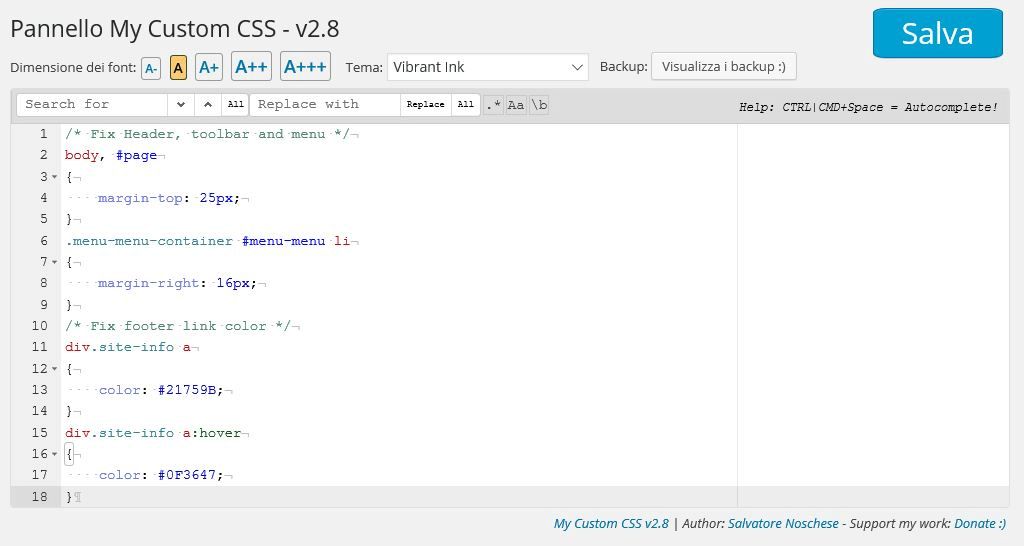 Pannello My Custom CSS - v2.8
Salva
Dimensione dei font: A- A A+ A++ A+++ Tema: Vibrant Ink Backup: Visualizza i backup :)
Search for All Replace with Replace All .* Aa \b Help: CTRL|CMD+Space = Autocomplete!
1 /* Fix Header, toolbar and menu */
2 body, #page
3 {
4 margin-top: 25px;
5 }
6 .menu-menu-container #menu-menu li
7 {
8 margin-right: 16px;
9 }
10 /* Fix footer link color */
11 div.site-info a
12 {
13 color: #21759B;
14 }
15 div.site-info a:hover
16 {
17 color: #0F3647;
18 }
My Custom CSS v2.8 | Author: Salvatore Noschese - Support my work: Donate :)